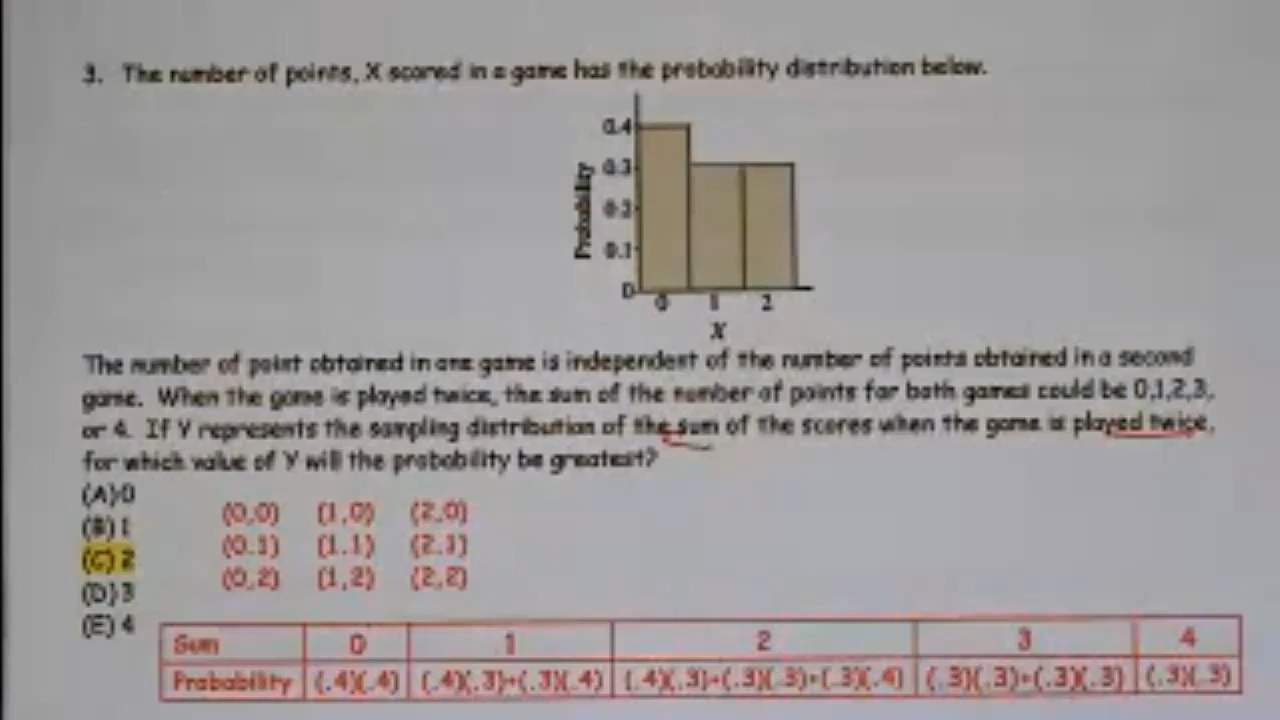 3. The number of points, X scored in a game has the probability distribution below.
0.4
0.3
0.2
0.1
0
Probability
0 1 2
X
The number of point obtained in one game is independent of the number of points obtained in a second
game. When the game is played twice, the sum of the number of points for both games could be 0,1,2,3,
or 4. If Y represents the sampling distribution of the sum of the scores when the game is played twice,
for which value of Y will the probability be greatest?
(A) 0
(B) 1
(C) 2
(D) 3
(E) 4
(0,0) (1,0) (2,0)
(0,1) (1,1) (2,1)
(0,2) (1,2) (2,2)
Sum 0 1 2 3 4
Probability (.4)(.4) (.4)(.3)+(.3)(.4) (.4)(.3)+(.3)(.3)+(.3)(.4) (.3)(.3)+(.3)(.3) (.3)(.3)